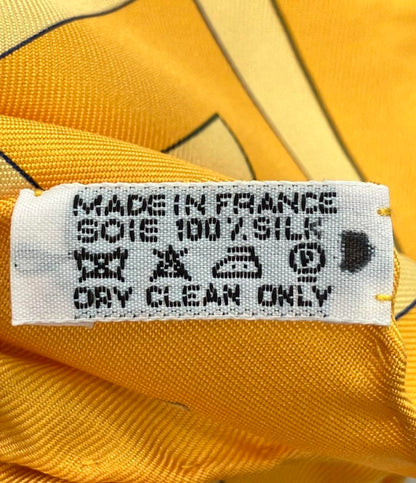 MADE IN FRANCE
SOIE 100% SILK
P
DRY CLEAN ONLY